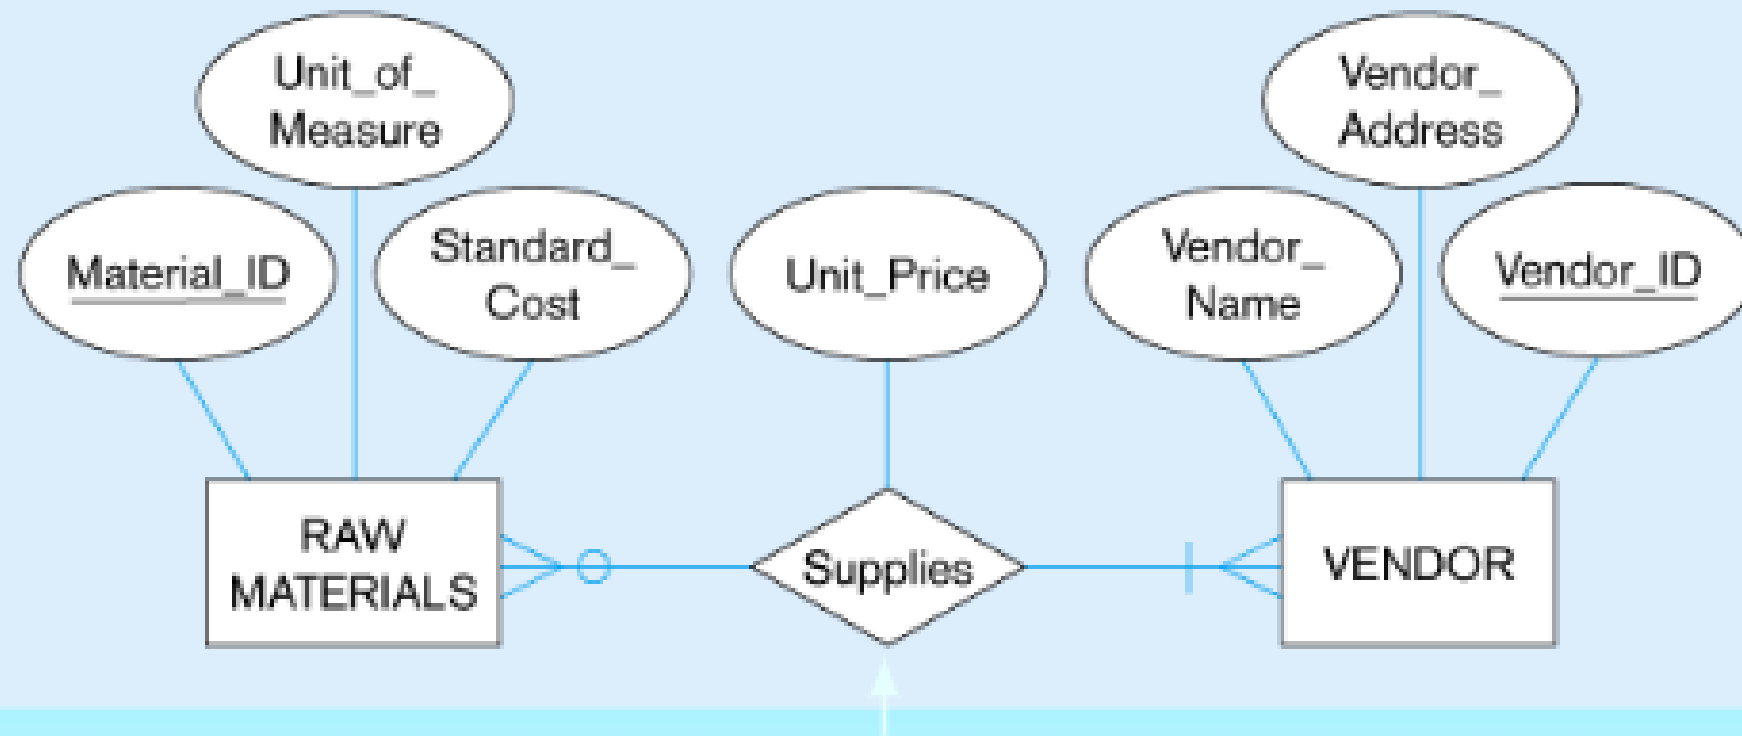 Unit_of_
Measure
Vendor_
Address
Material_ID
Standard_
Cost
Unit_Price
Vendor_
Name
Vendor_ID
RAW
MATERIALS
Supplies
VENDOR